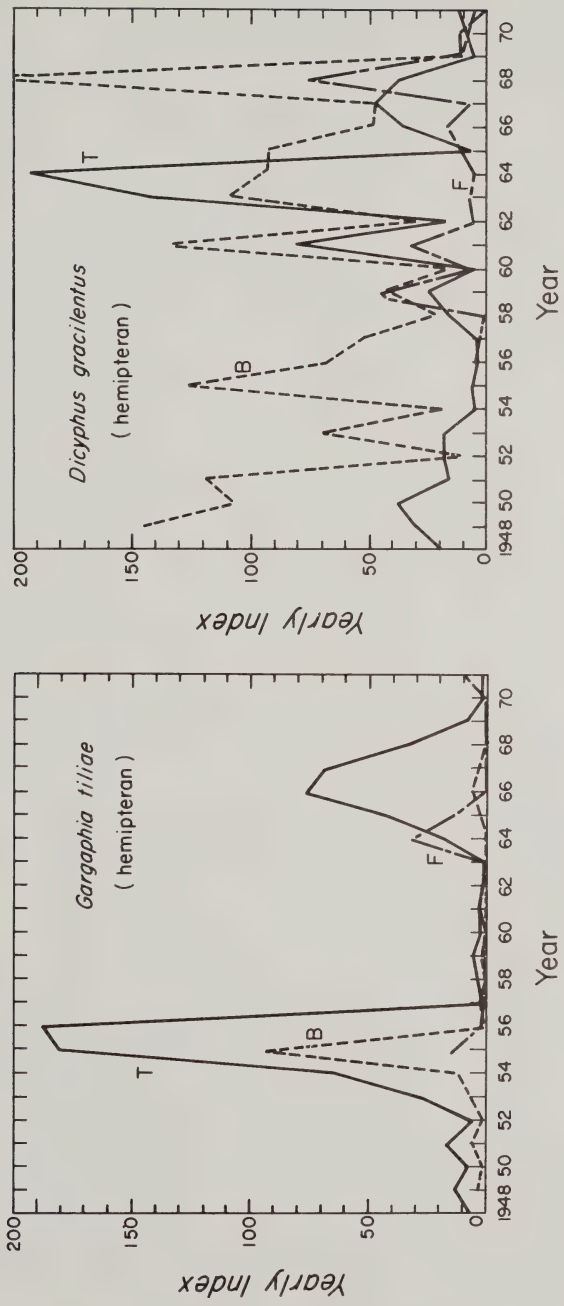 Gargaphia tiliae
(hemipteran)
Yearly Index
200
150
100
50
0
T
B
F
1948 50 52 54 56 58 60 62 64 66 68 70
Year
Dicyphus gracilentus
(hemipteran)
Yearly Index
200
150
100
50
0
B
T
F
1948 50 52 54 56 58 60 62 64 66 68 70
Year